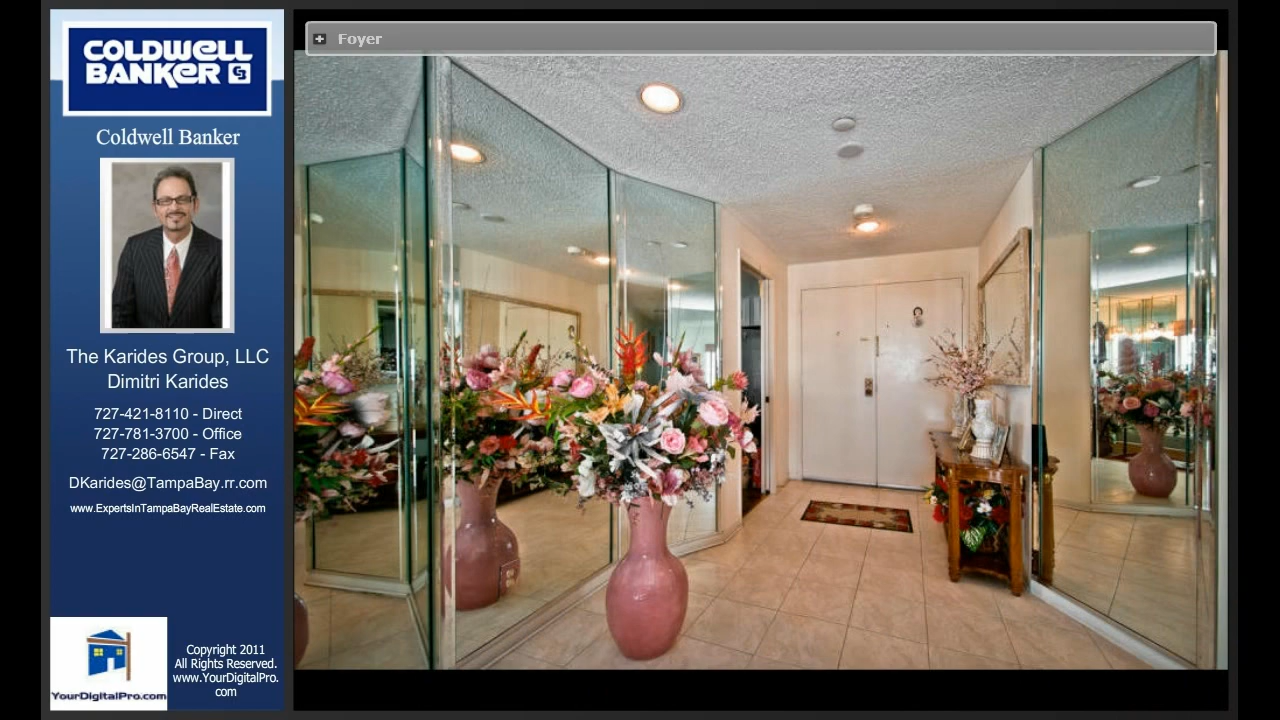 COLDWELL
BANKER
Coldwell Banker
The Karides Group, LLC
Dimitri Karides
727-421-8110 - Direct
727-781-3700 - Office
727-286-6547 - Fax
DKarides@TampaBay.rr.com
www.ExpertsInTampaBayRealEstate.com
YourDigitalPro.com
Copyright 2011
All Rights Reserved.
www.YourDigitalPro.
com
Foyer